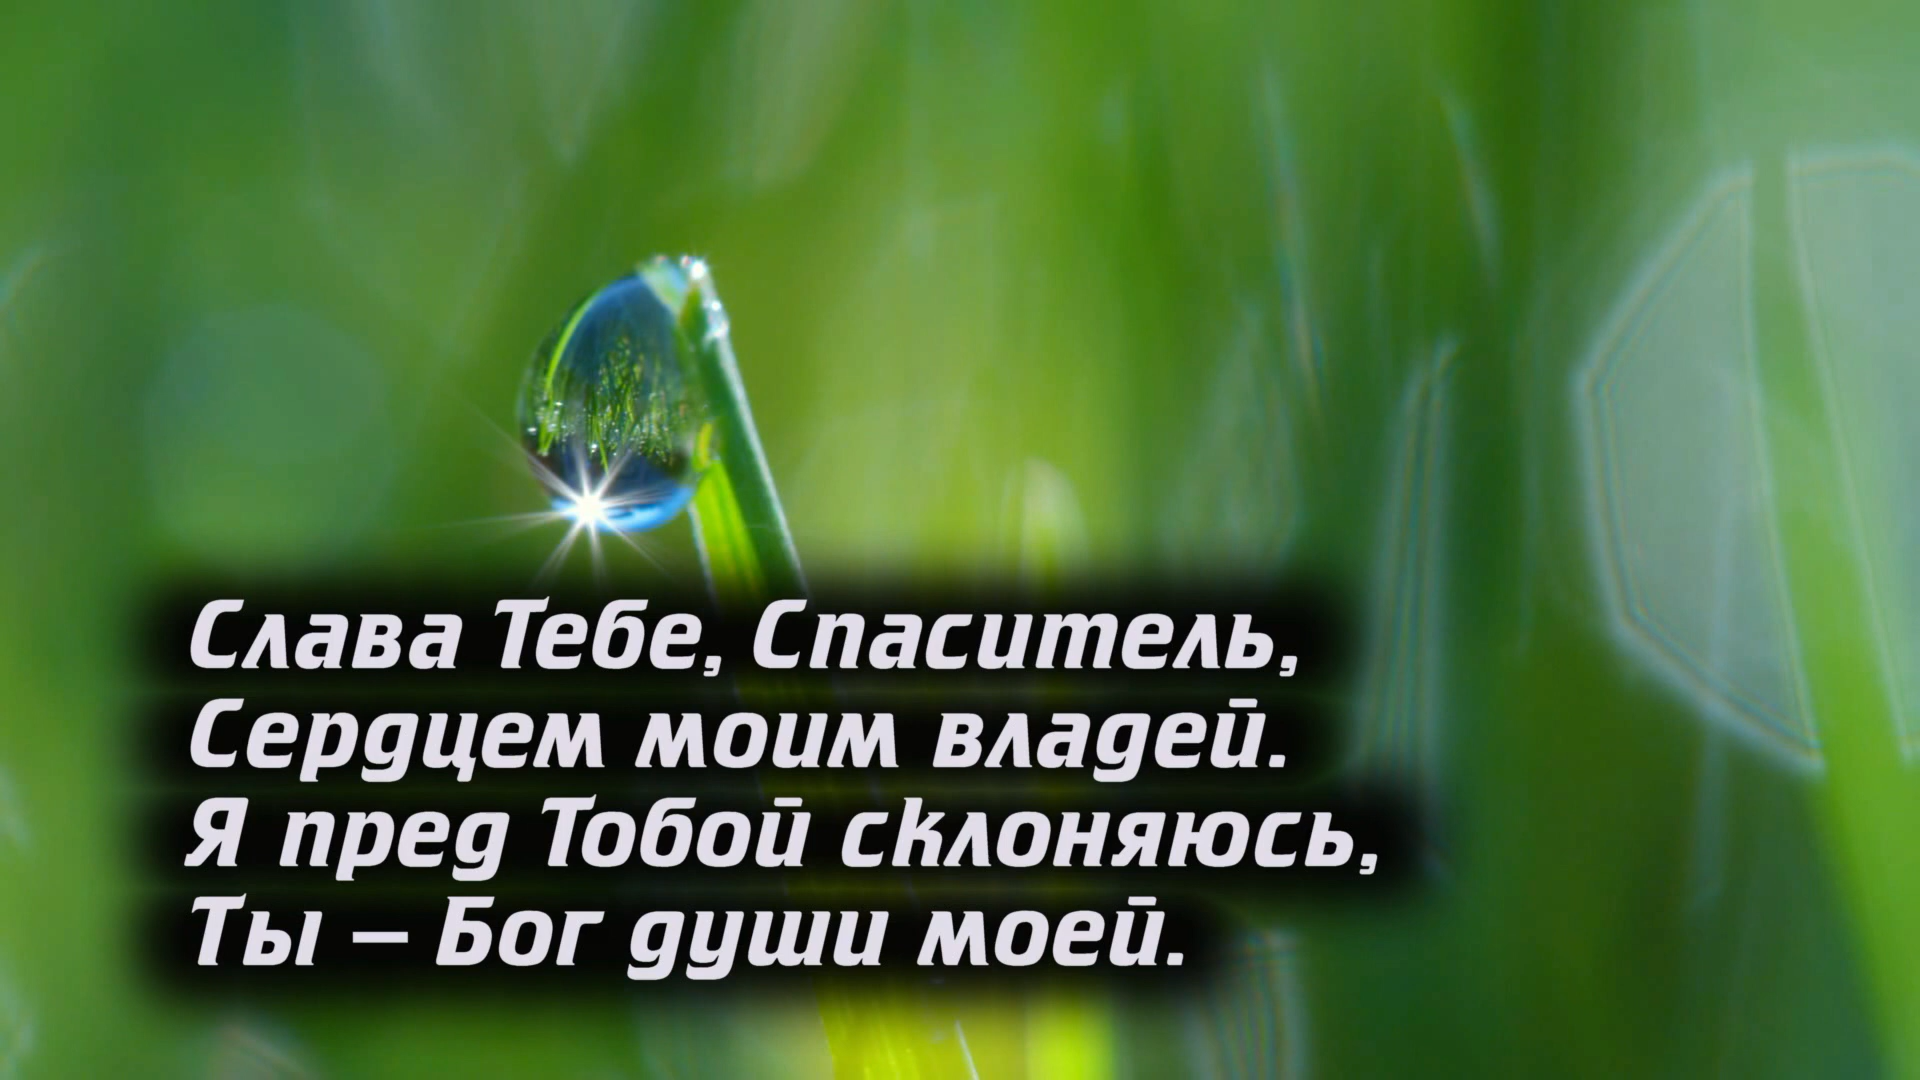 Слава Тебе, Спаситель,
Сердцем моим владей.
Я пред Тобой склоняюсь,
Ты – Бог души моей.